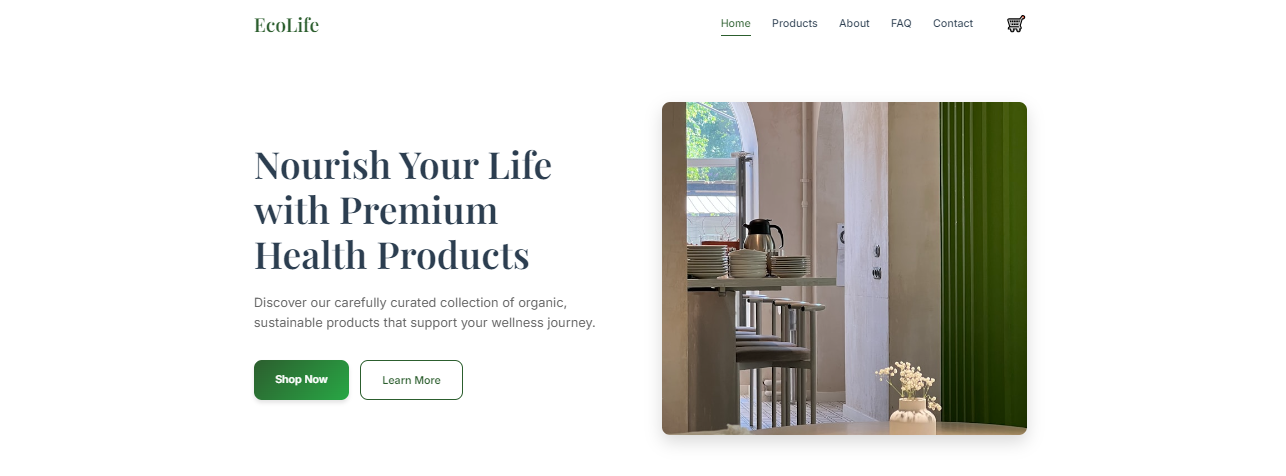 EcoLife
Home Products About FAQ Contact
Nourish Your Life
with Premium
Health Products
Discover our carefully curated collection of organic,
sustainable products that support your wellness journey.
Shop Now Learn More